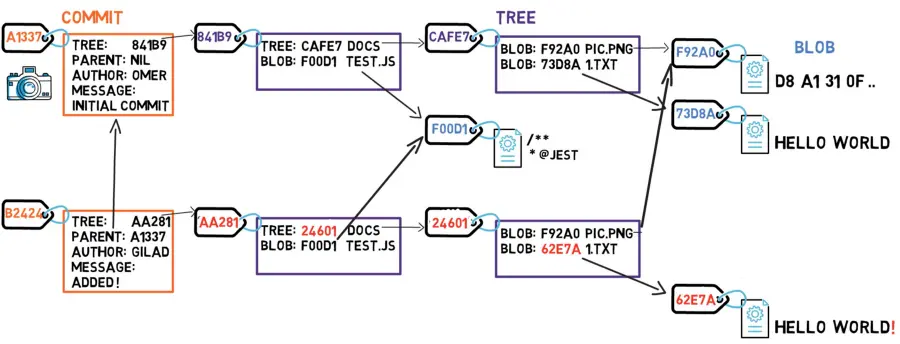 COMMIT
A1337
TREE: 841B9
PARENT: NIL
AUTHOR: OMER
MESSAGE:
INITIAL COMMIT
841B9
TREE: CAFE7 DOCS
BLOB: F00D1 TEST.JS
TREE
CAFE7
BLOB: F92A0 PIC.PNG
BLOB: 73D8A 1.TXT
BLOB
F92A0
D8 A1 31 0F ..
73D8A
HELLO WORLD
F00D1
/**
* @JEST
B2424
TREE: AA281
PARENT: A1337
AUTHOR: GILAD
MESSAGE:
ADDED!
AA281
TREE: 24601 DOCS
BLOB: F00D1 TEST.JS
24601
BLOB: F92A0 PIC.PNG
BLOB: 62E7A 1.TXT
62E7A
HELLO WORLD!